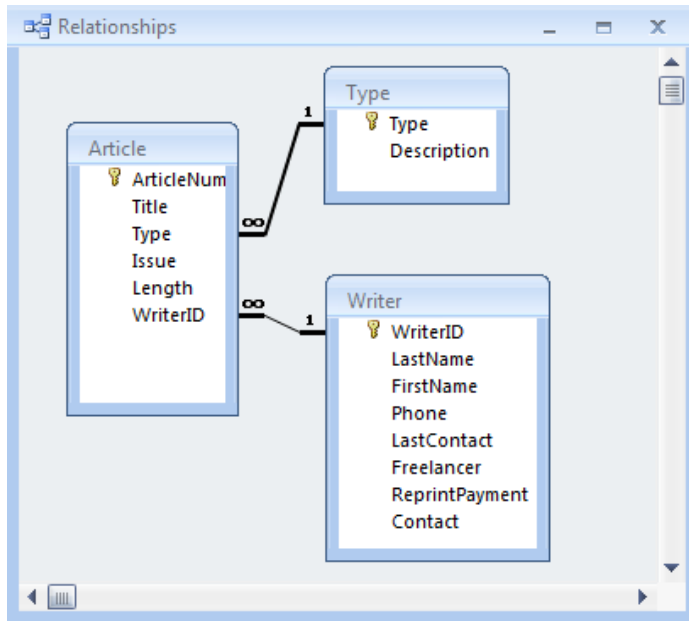 Relationships
Article
ArticleNum
Title
Type
Issue
Length
WriterID
1
∞
Type
Type
Description
∞
1
Writer
WriterID
LastName
FirstName
Phone
LastContact
Freelancer
ReprintPayment
Contact